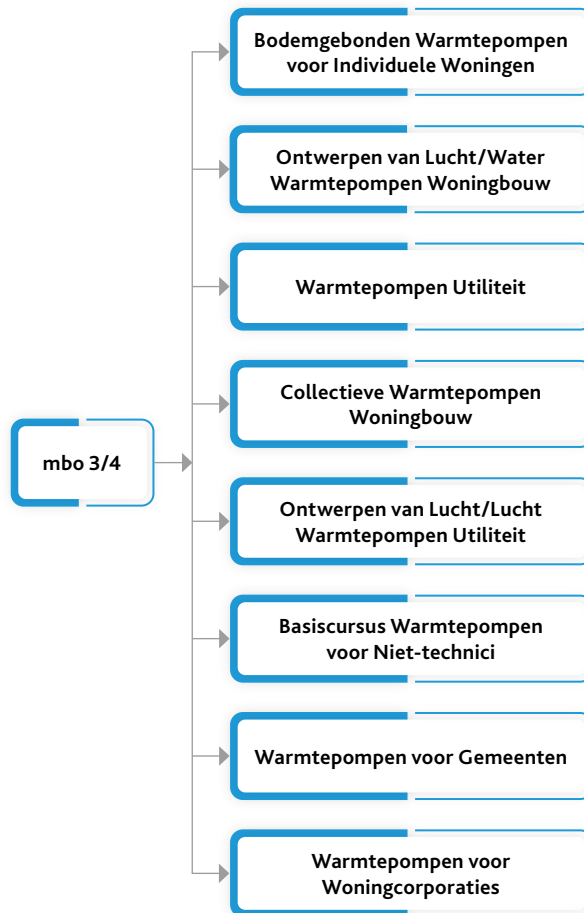 Bodemgebonden Warmtepompen
voor Individuele Woningen
Ontwerpen van Lucht/Water
Warmtepompen Woningbouw
Warmtepompen Utiliteit
Collectieve Warmtepompen
Woningbouw
mbo 3/4
Ontwerpen van Lucht/Lucht
Warmtepompen Utiliteit
Basiscursus Warmtepompen
voor Niet-technici
Warmtepompen voor Gemeenten
Warmtepompen voor
Woningcorporaties